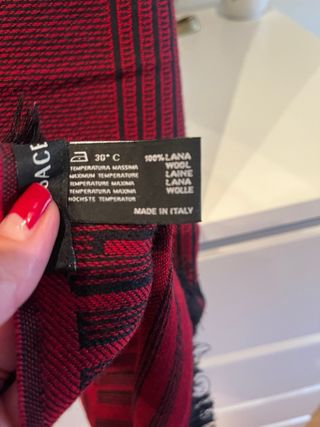 SACE
30° C
TEMPERATURA MASSIMA
MAXIMUM TEMPERATURE
TEMPERATURE MAXIMA
TEMPERATURA MAXIMA
HÖCHSTE TEMPERATUR
100% LANA
WOOL
LAINE
LANA
WOLLE
MADE IN ITALY